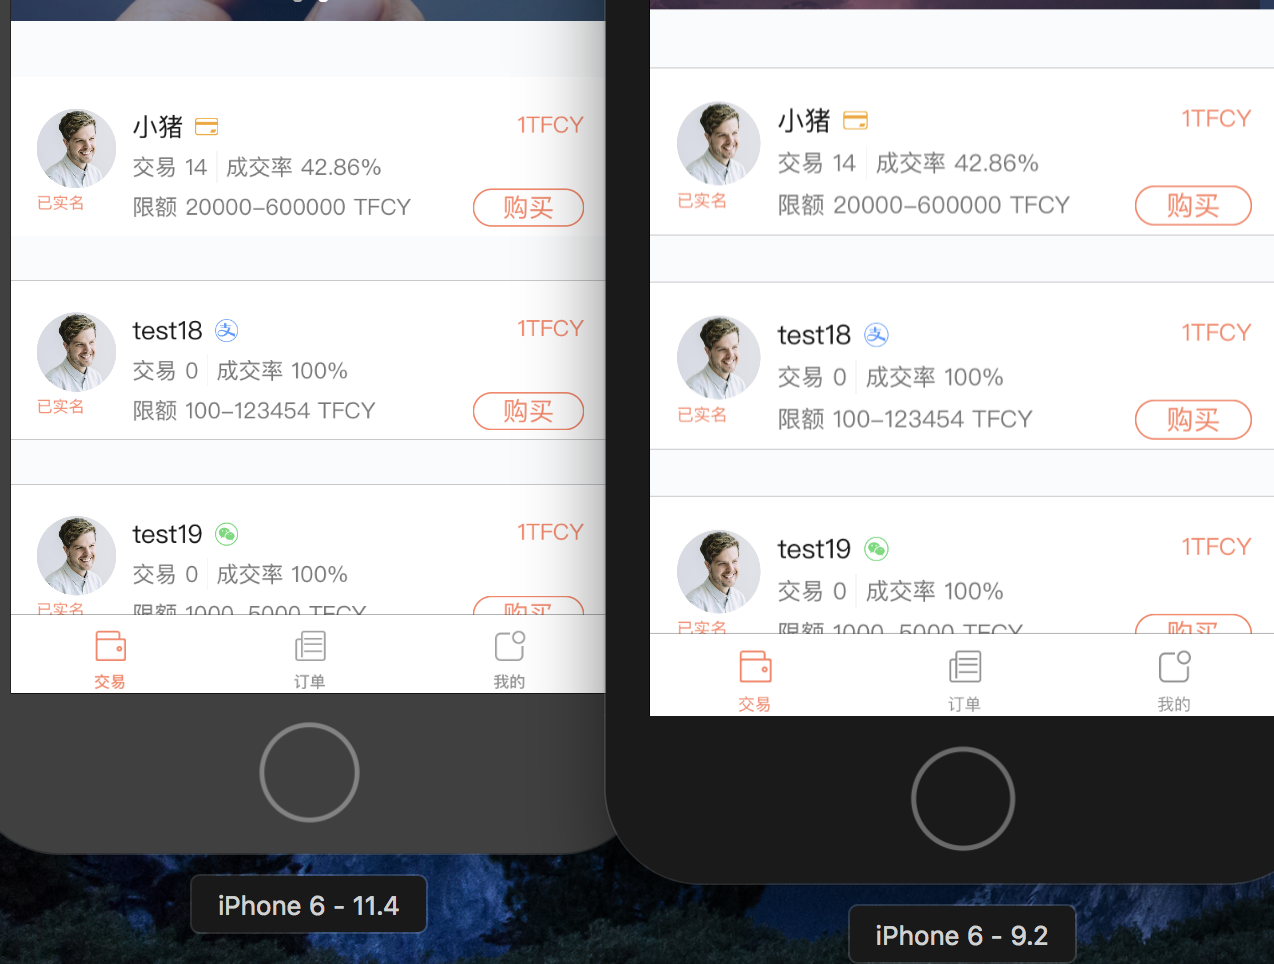 小猪 1TFCY
交易 14 成交率 42.86%
已实名
限额 20000-600000 TFCY 购买
test18 1TFCY
交易 0 成交率 100%
已实名
限额 100-123454 TFCY 购买
test19 1TFCY
交易 0 成交率 100%
已实名
限额 1000-5000 TFCY 购买
交易 订单 我的
iPhone 6 - 11.4
小猪 1TFCY
交易 14 成交率 42.86%
已实名
限额 20000-600000 TFCY 购买
test18 1TFCY
交易 0 成交率 100%
已实名
限额 100-123454 TFCY 购买
test19 1TFCY
交易 0 成交率 100%
已实名
限额 1000-5000 TFCY 购买
交易 订单 我的
iPhone 6 - 9.2